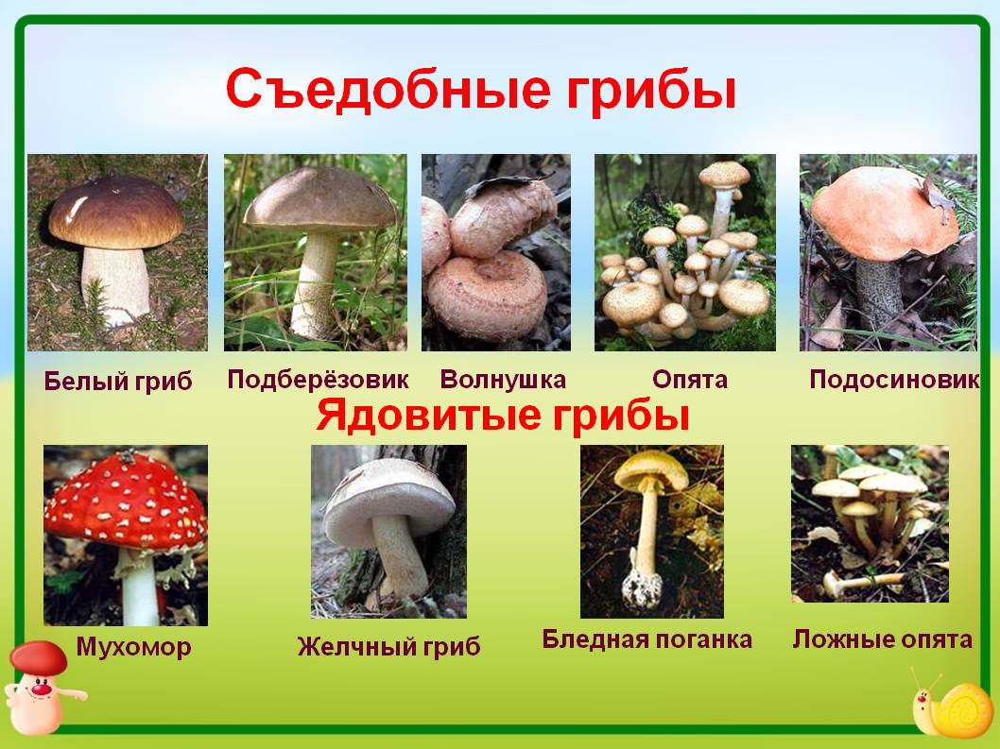 Съедобные грибы
Белый гриб Подберёзовик Волнушка Опята Подосиновик
Ядовитые грибы
Мухомор Желчный гриб Бледная поганка Ложные опята